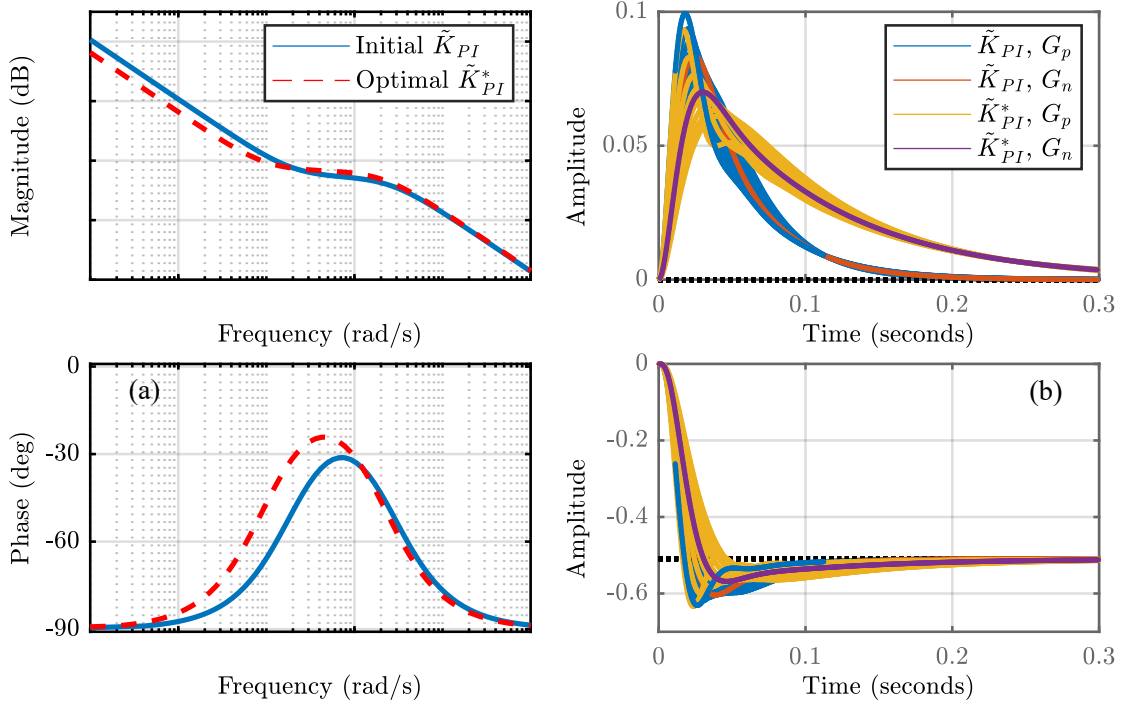 Magnitude (dB)
Initial K̃_PI
Optimal K̃*_PI
Frequency (rad/s)
0.1
0.05
0
Amplitude
K̃_PI, G_p
K̃_PI, G_n
K̃*_PI, G_p
K̃*_PI, G_n
0 0.1 0.2 0.3
Time (seconds)
0
-30
-60
-90
Phase (deg)
(a)
Frequency (rad/s)
0
-0.2
-0.4
-0.6
Amplitude
(b)
0 0.1 0.2 0.3
Time (seconds)